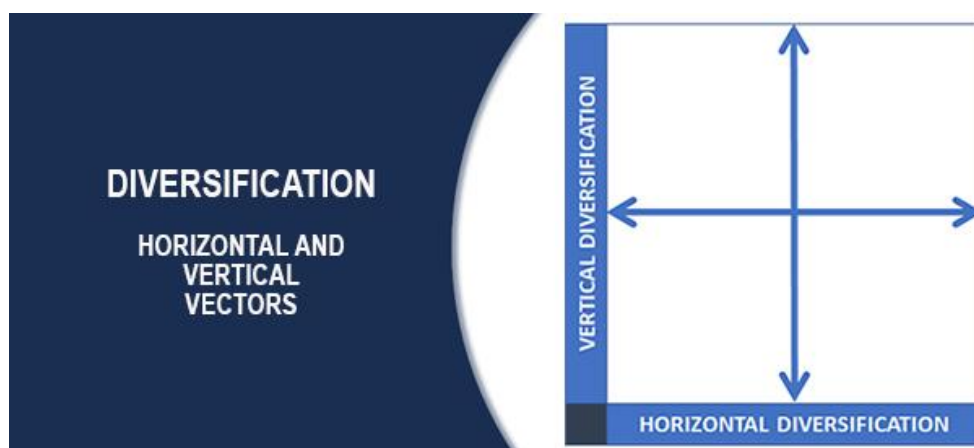 DIVERSIFICATION
HORIZONTAL AND
VERTICAL
VECTORS
VERTICAL DIVERSIFICATION
HORIZONTAL DIVERSIFICATION